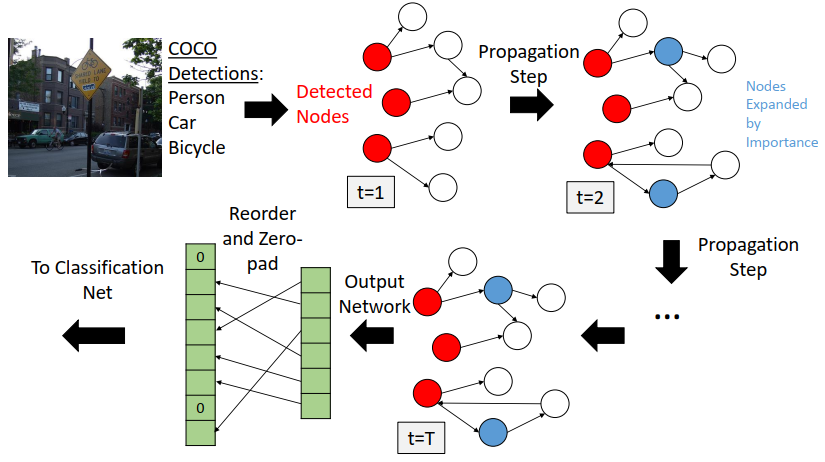 COCO
Detections:
Person
Car
Bicycle
Detected
Nodes
t=1
Propagation
Step
t=2
Nodes
Expanded
by
Importance
Propagation
Step
...
t=T
Output
Network
Reorder
and Zero-
pad
0
0
To Classification
Net